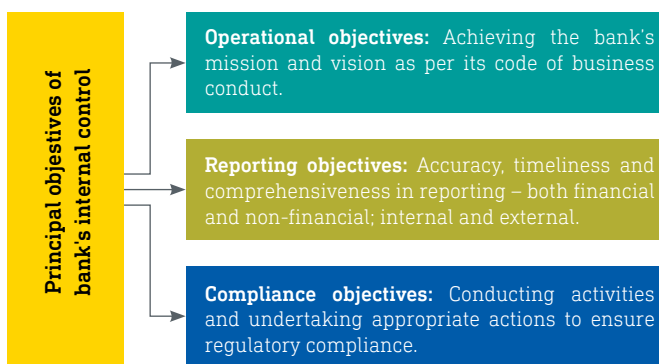 Principal objestives of
bank's internal control
Operational objectives: Achieving the bank's
mission and vision as per its code of business
conduct.
Reporting objectives: Accuracy, timeliness and
comprehensiveness in reporting – both financial
and non-financial; internal and external.
Compliance objectives: Conducting activities
and undertaking appropriate actions to ensure
regulatory compliance.